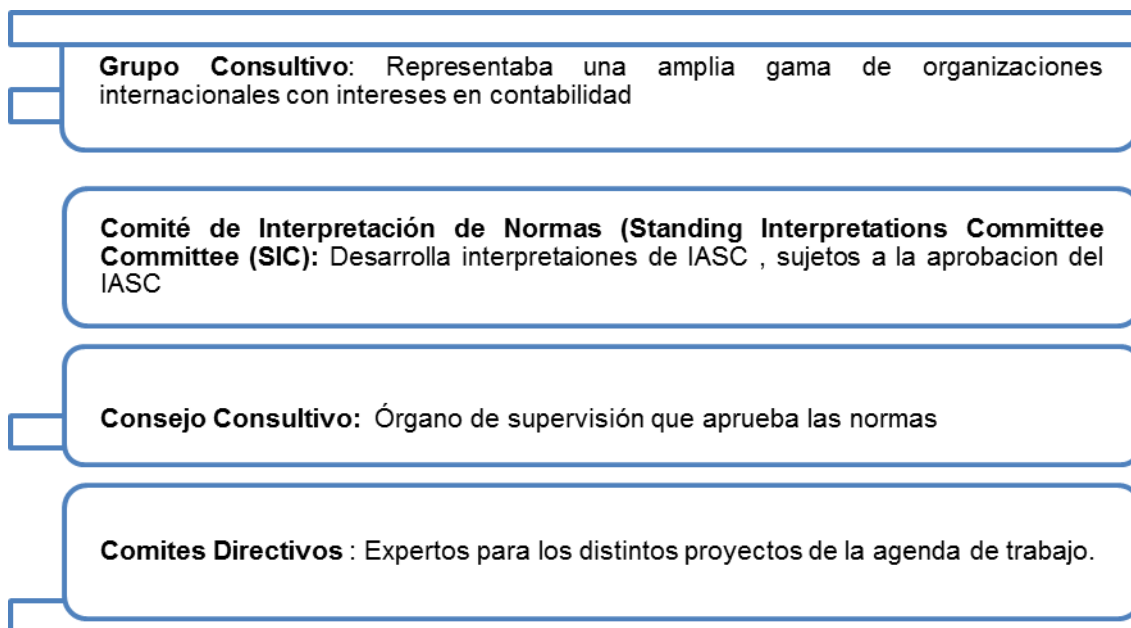 Grupo Consultivo: Representaba una amplia gama de organizaciones
internacionales con intereses en contabilidad
Comité de Interpretación de Normas (Standing Interpretations Committee
Committee (SIC): Desarrolla interpretaiones de IASC , sujetos a la aprobacion del
IASC
Consejo Consultivo: Órgano de supervisión que aprueba las normas
Comites Directivos : Expertos para los distintos proyectos de la agenda de trabajo.